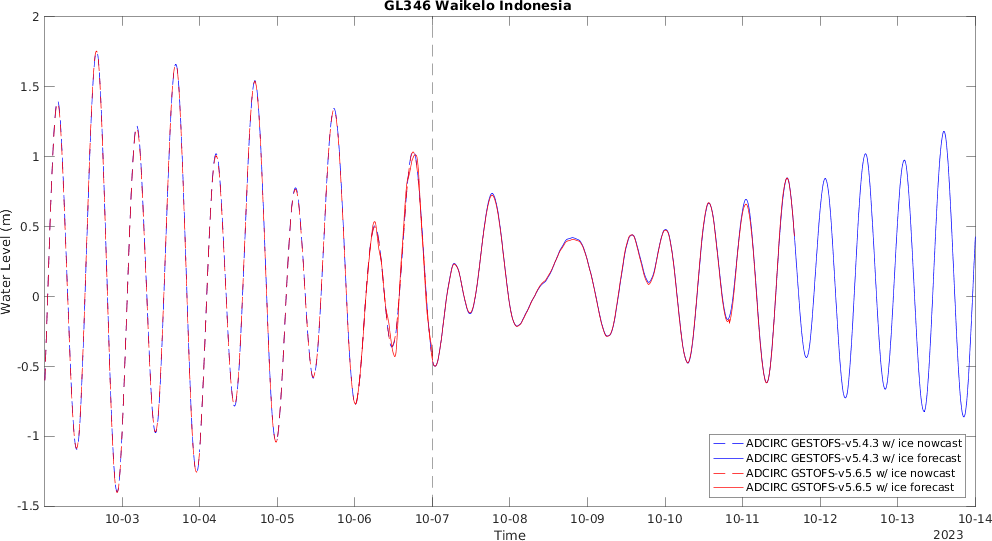 GL346 Waikelo Indonesia
2
1.5
1
0.5
0
-0.5
-1
-1.5
Water Level (m)
10-03 10-04 10-05 10-06 10-07 10-08 10-09 10-10 10-11 10-12 10-13 10-14
Time
2023
ADCIRC GESTOFS-v5.4.3 w/ ice nowcast
ADCIRC GESTOFS-v5.4.3 w/ ice forecast
ADCIRC GSTOFS-v5.6.5 w/ ice nowcast
ADCIRC GSTOFS-v5.6.5 w/ ice forecast